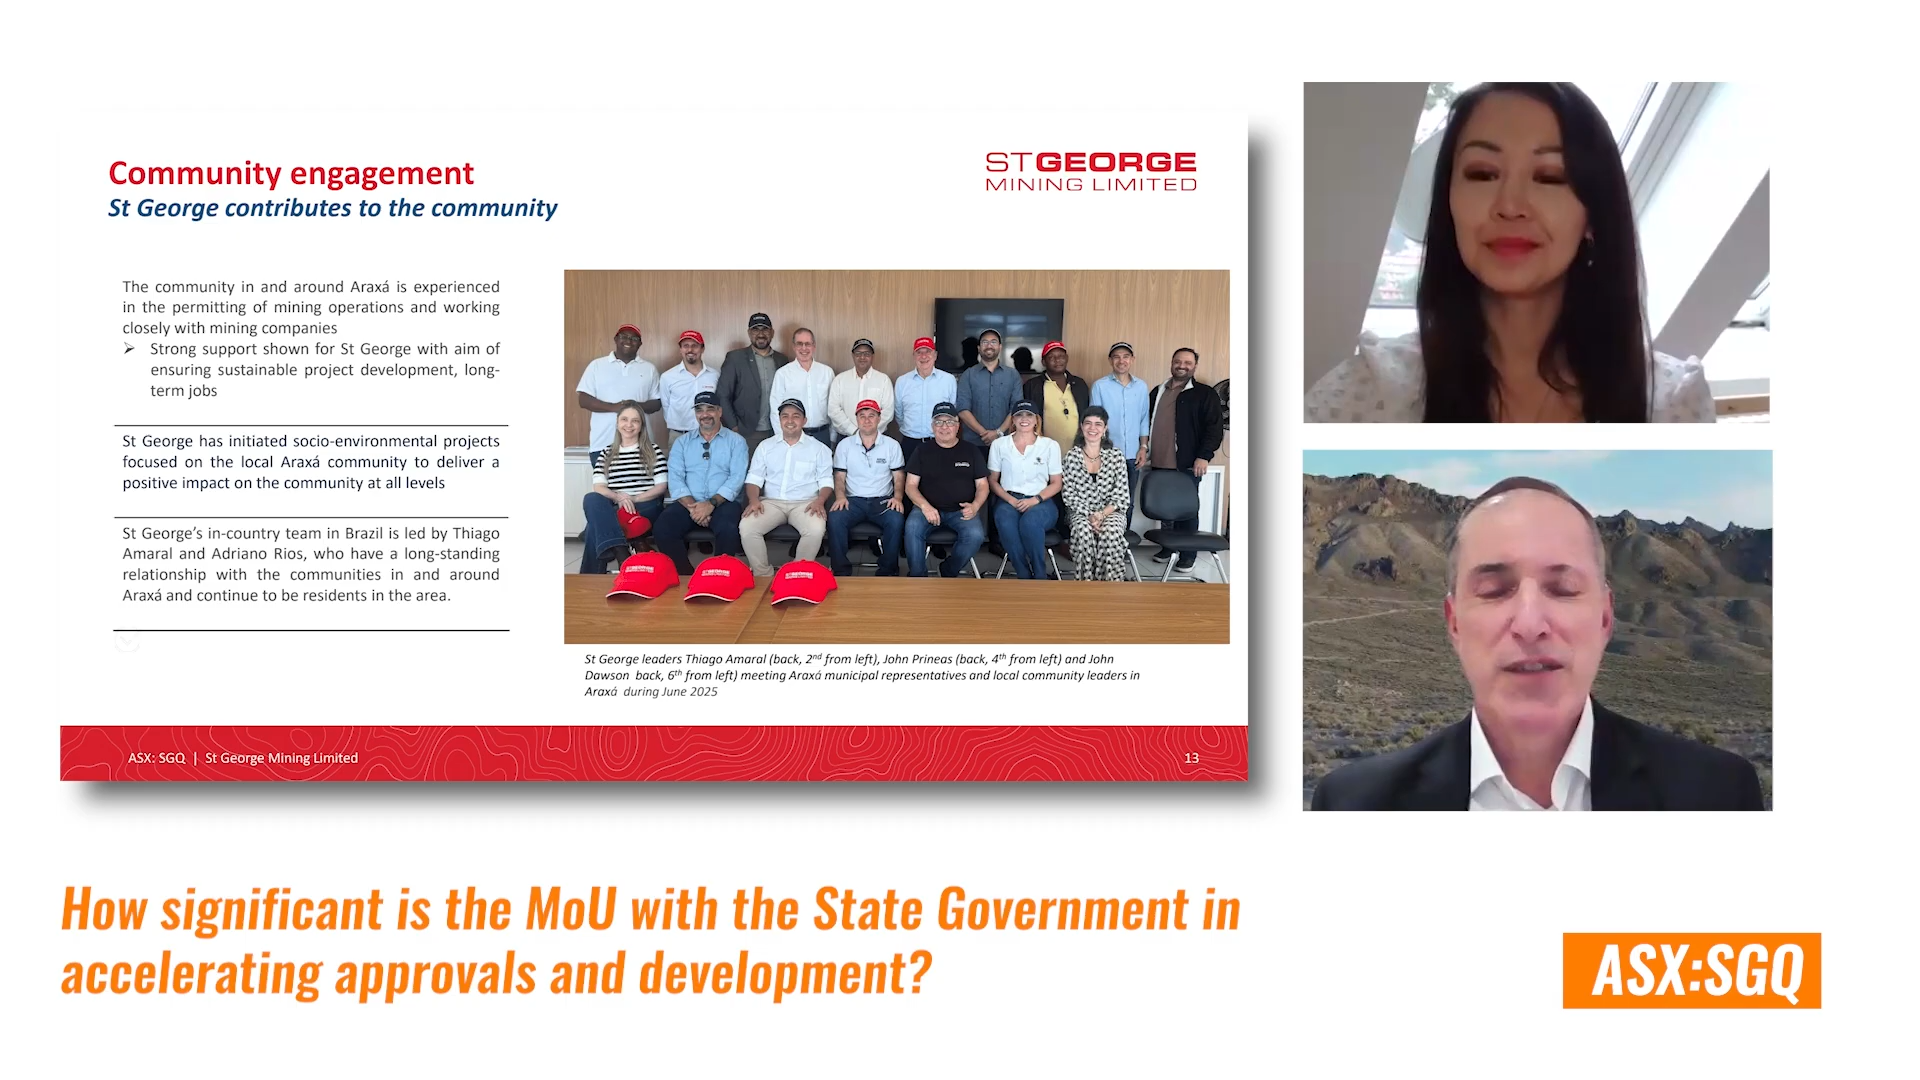 Community engagement
St George contributes to the community
STGEORGE
MINING LIMITED
The community in and around Araxá is experienced
in the permitting of mining operations and working
closely with mining companies
➢ Strong support shown for St George with aim of
ensuring sustainable project development, long-
term jobs
St George has initiated socio-environmental projects
focused on the local Araxá community to deliver a
positive impact on the community at all levels
St George’s in-country team in Brazil is led by Thiago
Amaral and Adriano Rios, who have a long-standing
relationship with the communities in and around
Araxá and continue to be residents in the area.
St George leaders Thiago Amaral (back, 2nd from left), John Prineas (back, 4th from left) and John
Dawson back, 6th from left) meeting Araxá municipal representatives and local community leaders in
Araxá during June 2025
ASX: SGQ | St George Mining Limited
13
How significant is the MoU with the State Government in
accelerating approvals and development?
ASX:SGQ